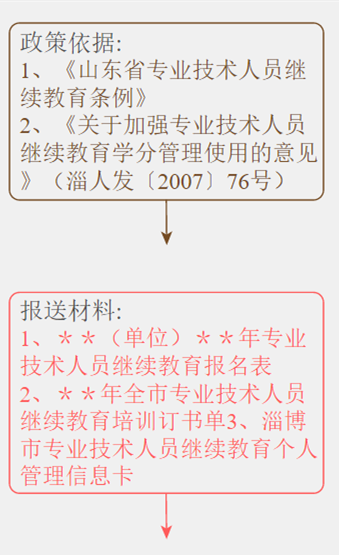 政策依据:
1、《山东省专业技术人员继
续教育条例》
2、《关于加强专业技术人员
继续教育学分管理使用的意见
》（淄人发〔2007〕76号）
报送材料:
1、＊＊（单位）＊＊年专业
技术人员继续教育报名表
2、＊＊年全市专业技术人员
继续教育培训订书单3、淄博
市专业技术人员继续教育个人
管理信息卡